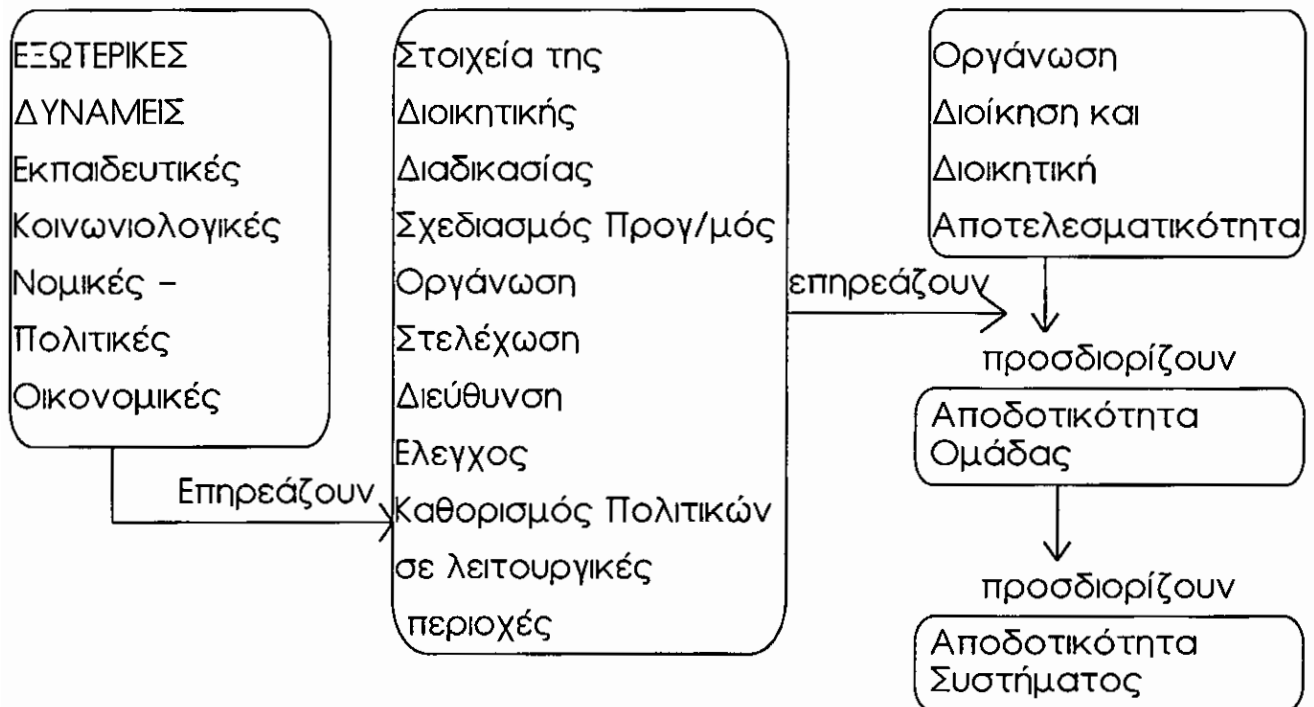 ΕΞΩΤΕΡΙΚΕΣ
ΔΥΝΑΜΕΙΣ
Εκπαιδευτικές
Κοινωνιολογικές
Νομικές –
Πολιτικές
Οικονομικές
Επηρεάζουν
Στοιχεία της
Διοικητικής
Διαδικασίας
Σχεδιασμός Προγ/μός
Οργάνωση
Στελέχωση
Διεύθυνση
Ελεγχος
Καθορισμός Πολιτικών
σε λειτουργικές
περιοχές
επηρεάζουν
Οργάνωση
Διοίκηση και
Διοικητική
Αποτελεσματικότητα
προσδιορίζουν
Αποδοτικότητα
Ομάδας
προσδιορίζουν
Αποδοτικότητα
Συστήματος